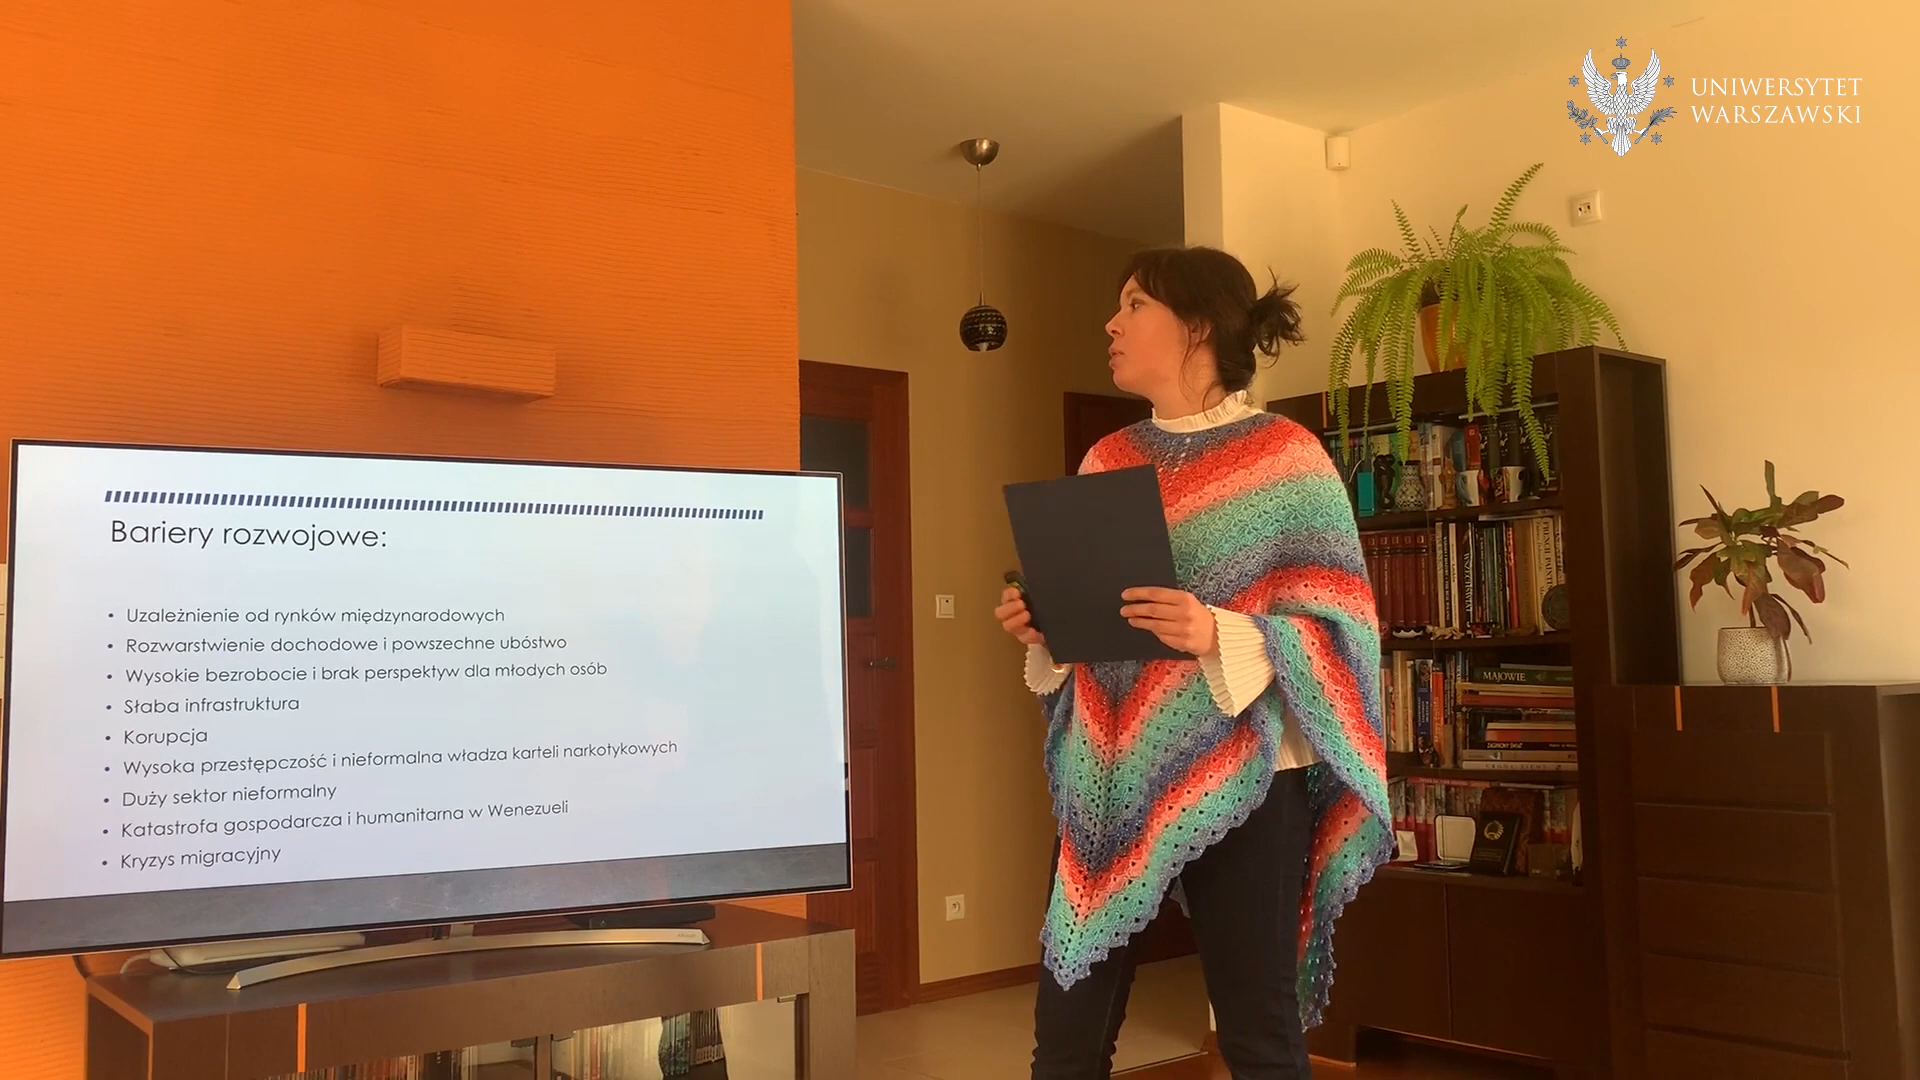 UNIWERSYTET
WARSZAWSKI
Bariery rozwojowe:
• Uzależnienie od rynków międzynarodowych
• Rozwarstwienie dochodowe i powszechne ubóstwo
• Wysokie bezrobocie i brak perspektyw dla młodych osób
• Słaba infrastruktura
• Korupcja
• Wysoka przestępczość i nieformalna władza karteli narkotykowych
• Duży sektor nieformalny
• Katastrofa gospodarcza i humanitarna w Wenezueli
• Kryzys migracyjny
MAJOWIE